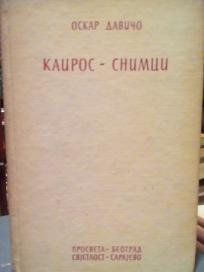 ОСКАР ДАВИЧО
КАИРОС - СНИМЦИ
ПРОСВЕТА - БЕОГРАД
СВЈЕТЛОСТ - САРАЈЕВО